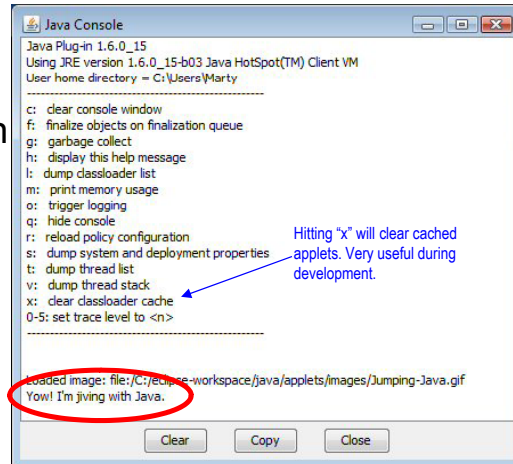 Java Console
Java Plug-in 1.6.0_15
Using JRE version 1.6.0_15-b03 Java HotSpot(TM) Client VM
User home directory = C:\Users\Marty
----------------------------------------------------
c: clear console window
f: finalize objects on finalization queue
g: garbage collect
h: display this help message
l: dump classloader list
m: print memory usage
o: trigger logging
q: hide console
r: reload policy configuration
s: dump system and deployment properties
t: dump thread list
v: dump thread stack
x: clear classloader cache
0-5: set trace level to <n>
----------------------------------------------------
Hitting “x” will clear cached
applets. Very useful during
development.
Loaded image: file:/C:/eclipse-workspace/java/applets/images/Jumping-Java.gif
Yow! I'm jiving with Java.
Clear Copy Close